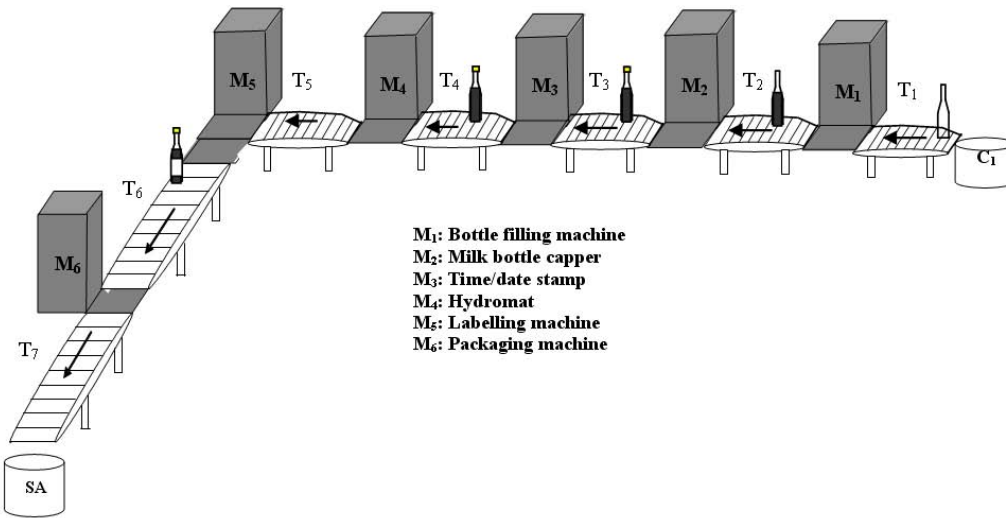 M₅ T₅ M₄ T₄ M₃ T₃ M₂ T₂ M₁ T₁
C₁
T₆
M₆
M₁: Bottle filling machine
M₂: Milk bottle capper
M₃: Time/date stamp
M₄: Hydromat
M₅: Labelling machine
M₆: Packaging machine
T₇
SA